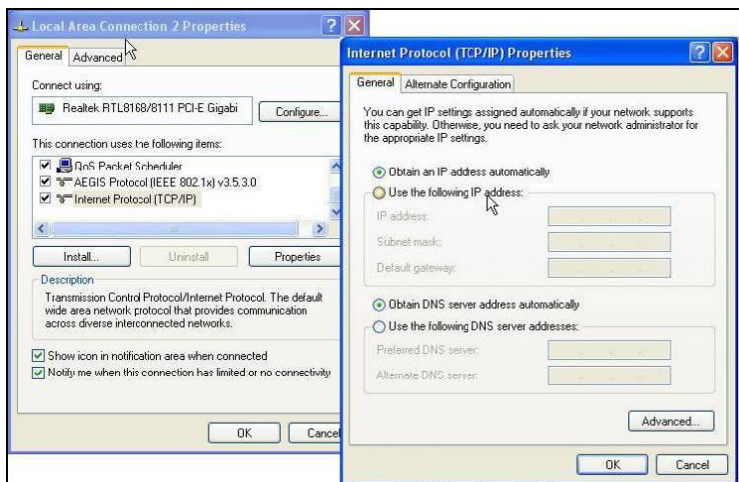 Local Area Connection 2 Properties
General
Advanced
Connect using:
Realtek RTL8168/8111 PCI-E Gigabi
Configure...
This connection uses the following items:
QoS Packet Scheduler
AEGIS Protocol (IEEE 802.1x) v3.5.3.0
Internet Protocol (TCP/IP)
Install...
Uninstall
Properties
Description
Transmission Control Protocol/Internet Protocol. The default
wide area network protocol that provides communication
across diverse interconnected networks.
Show icon in notification area when connected
Notify me when this connection has limited or no connectivity
OK
Cancel
Internet Protocol (TCP/IP) Properties
General
Alternate Configuration
You can get IP settings assigned automatically if your network supports
this capability. Otherwise, you need to ask your network administrator for
the appropriate IP settings.
Obtain an IP address automatically
Use the following IP address:
IP address:
Subnet mask:
Default gateway:
Obtain DNS server address automatically
Use the following DNS server addresses:
Preferred DNS server:
Alternate DNS server:
Advanced...
OK
Cancel